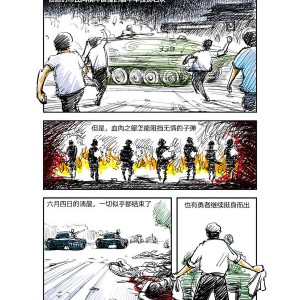 但是，血肉之躯怎能阻挡无情的子弹
六月四日的清晨，一切似乎都结束了
也有勇者继续挺身而出